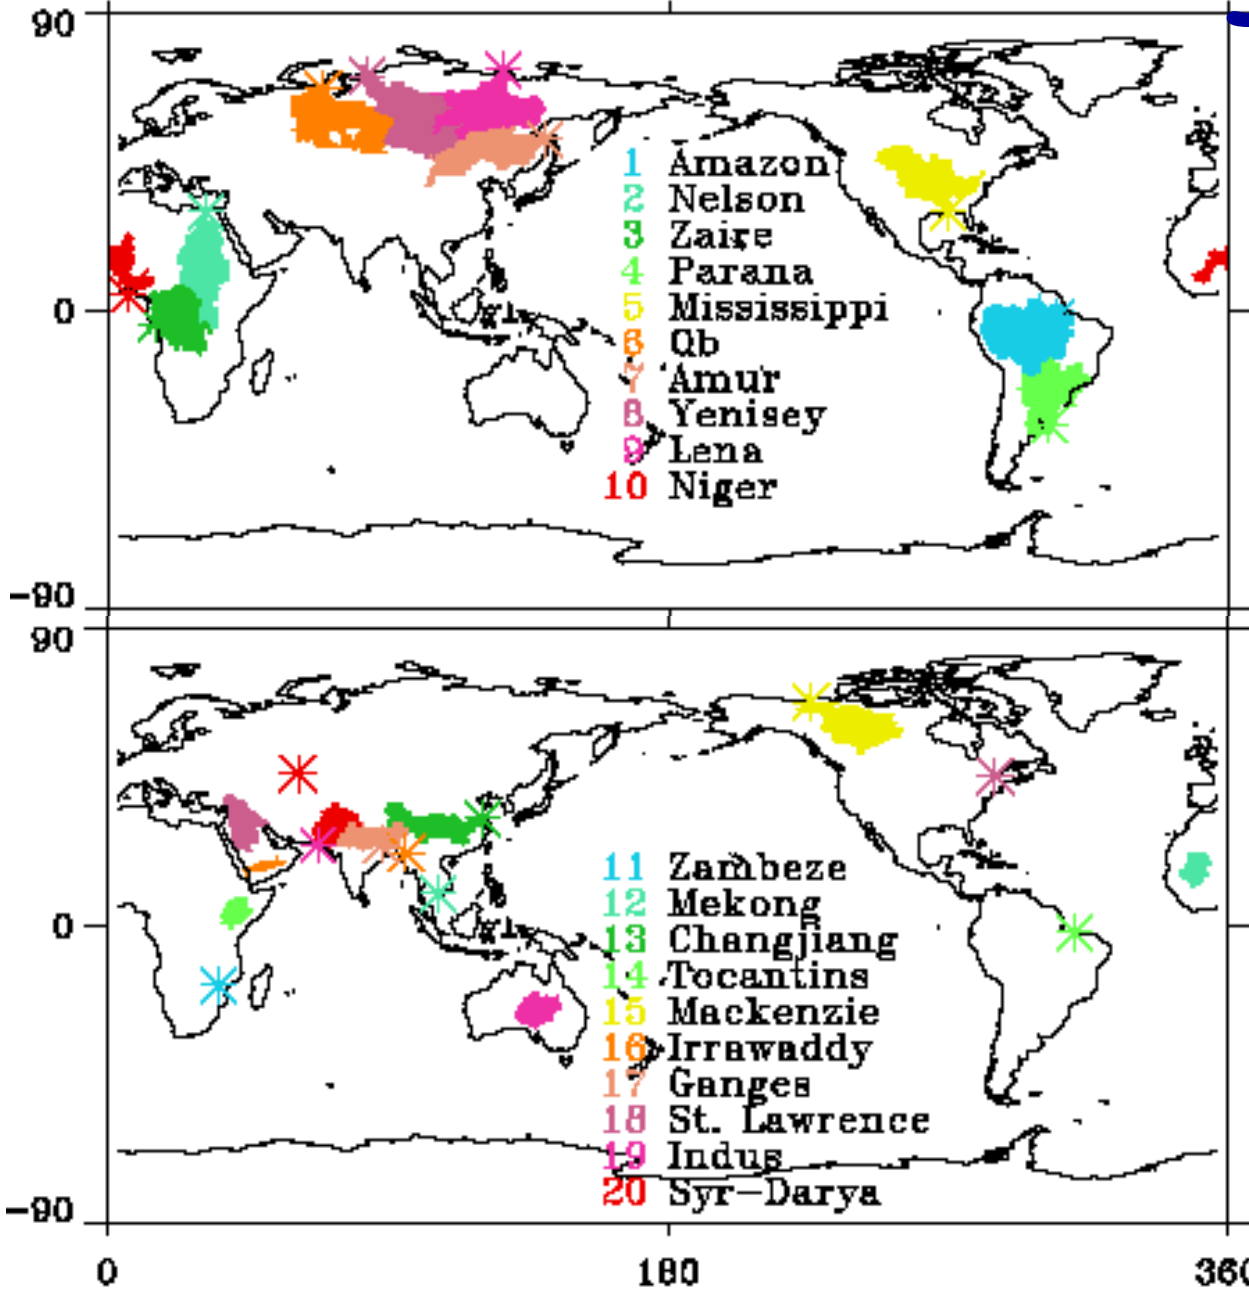 90
1 Amazon
2 Nelson
3 Zaire
4 Parana
0
5 Mississippi
6 Ob
7 Amur
8 Yenisey
9 Lena
10 Niger
-90
90
11 Zambeze
12 Mekong
0
13 Changjiang
14 Tocantins
15 Mackenzie
16 Irrawaddy
17 Ganges
18 St. Lawrence
19 Indus
20 Syr-Darya
-90
0 180 360